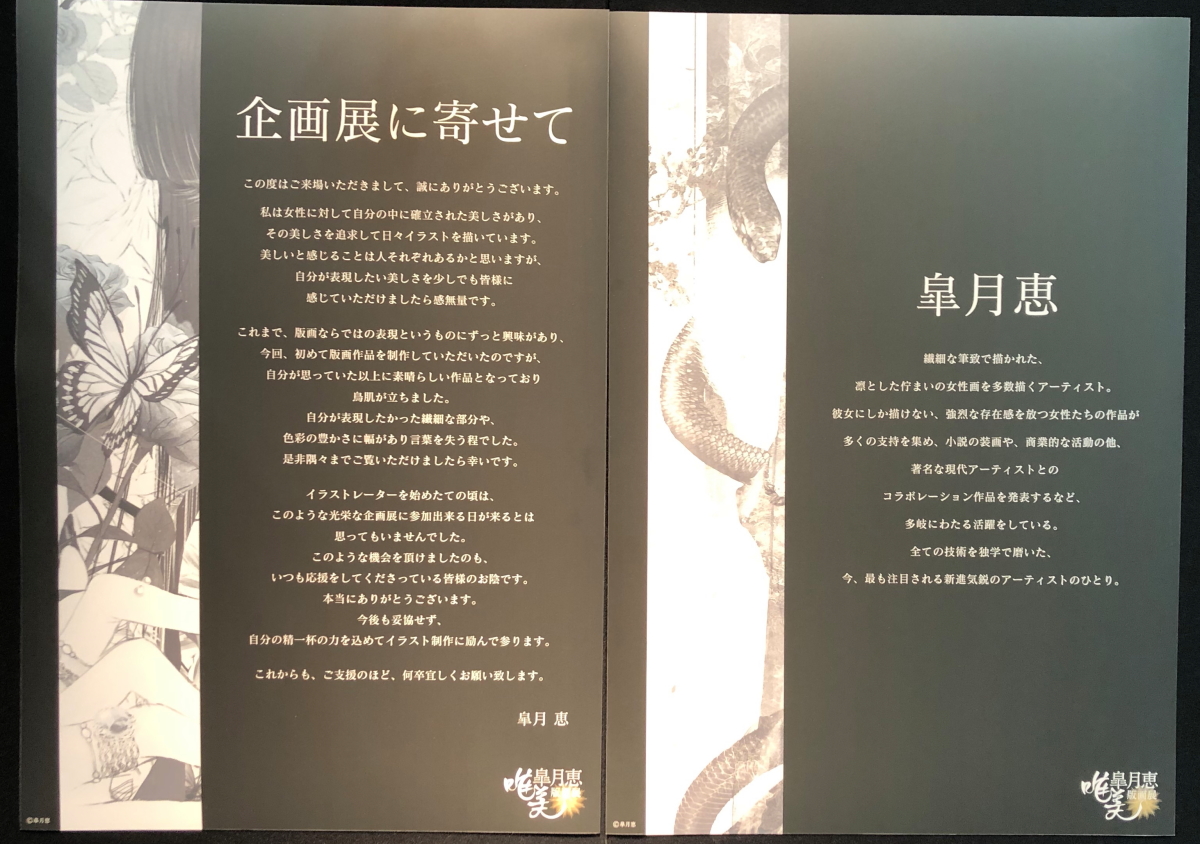 企画展に寄せて
この度はご来場いただきまして、誠にありがとうございます。
私は女性に対して自分の中に確立された美しさがあり、
その美しさを追求して日々イラストを描いています。
美しいと感じることは人それぞれあるかと思いますが、
自分が表現したい美しさを少しでも皆様に
感じていただけましたら感無量です。
これまで、版画ならではの表現というものにずっと興味があり、
今回、初めて版画作品を制作していただいたのですが、
自分が思っていた以上に素晴らしい作品となっており
鳥肌が立ちました。
自分が表現したかった繊細な部分や、
色彩の豊かさに幅があり言葉を失う程でした。
是非隅々までご覧いただけましたら幸いです。
イラストレーターを始めたての頃は、
このような光栄な企画展に参加出来る日が来るとは
思ってもいませんでした。
このような機会を頂けましたのも、
いつも応援をしてくださっている皆様のお陰です。
本当にありがとうございます。
今後も妥協せず、
自分の精一杯の力を込めてイラスト制作に励んで参ります。
これからも、ご支援のほど、何卒宜しくお願い致します。
皐月 恵
皐月恵
唯美
版画展
©皐月恵
皐月恵
繊細な筆致で描かれた、
凛とした佇まいの女性画を多数描くアーティスト。
彼女にしか描けない、強烈な存在感を放つ女性たちの作品が
多くの支持を集め、小説の装画や、商業的な活動の他、
著名な現代アーティストとの
コラボレーション作品を発表するなど、
多岐にわたる活躍をしている。
全ての技術を独学で磨いた、
今、最も注目される新進気鋭のアーティストのひとり。
皐月恵
唯美
版画展
©皐月恵